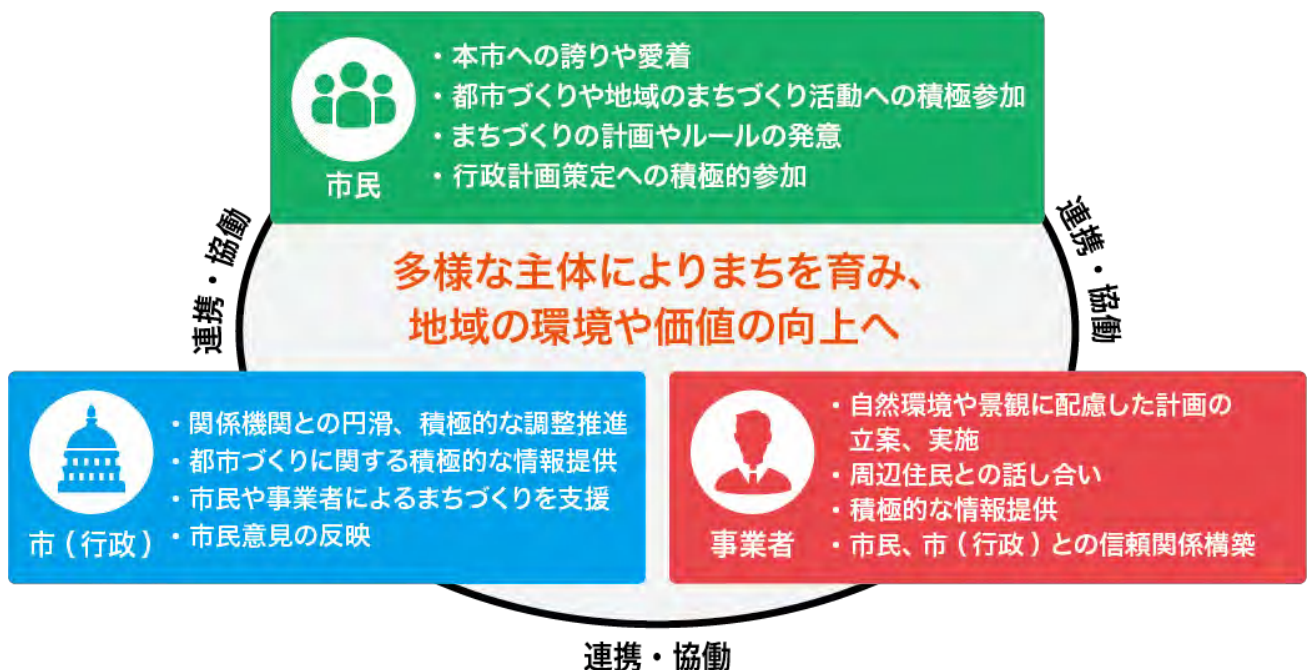 ・本市への誇りや愛着
・都市づくりや地域のまちづくり活動への積極参加
・まちづくりの計画やルールの発意
・行政計画策定への積極的参加
市民
連携・協働
連携・協働
多様な主体によりまちを育み、
地域の環境や価値の向上へ
・関係機関との円滑、積極的な調整推進
・都市づくりに関する積極的な情報提供
・市民や事業者によるまちづくりを支援
・市民意見の反映
市（行政）
・自然環境や景観に配慮した計画の
立案、実施
・周辺住民との話し合い
・積極的な情報提供
・市民、市（行政）との信頼関係構築
事業者
連携・協働